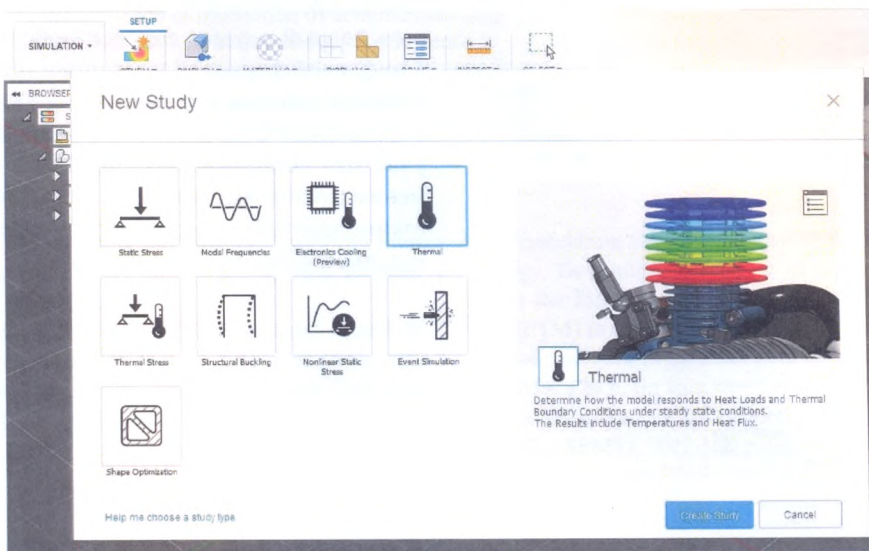 SETUP
SIMULATION
BROWSER
New Study
Static Stress
Modal Frequencies
Electronics Cooling
(Preview)
Thermal
Thermal Stress
Structural Buckling
Nonlinear Static
Stress
Event Simulation
Shape Optimization
Thermal
Determine how the model responds to Heat Loads and Thermal
Boundary Conditions under steady state conditions.
The Results include Temperatures and Heat Flux.
Help me choose a study type
Create Study
Cancel